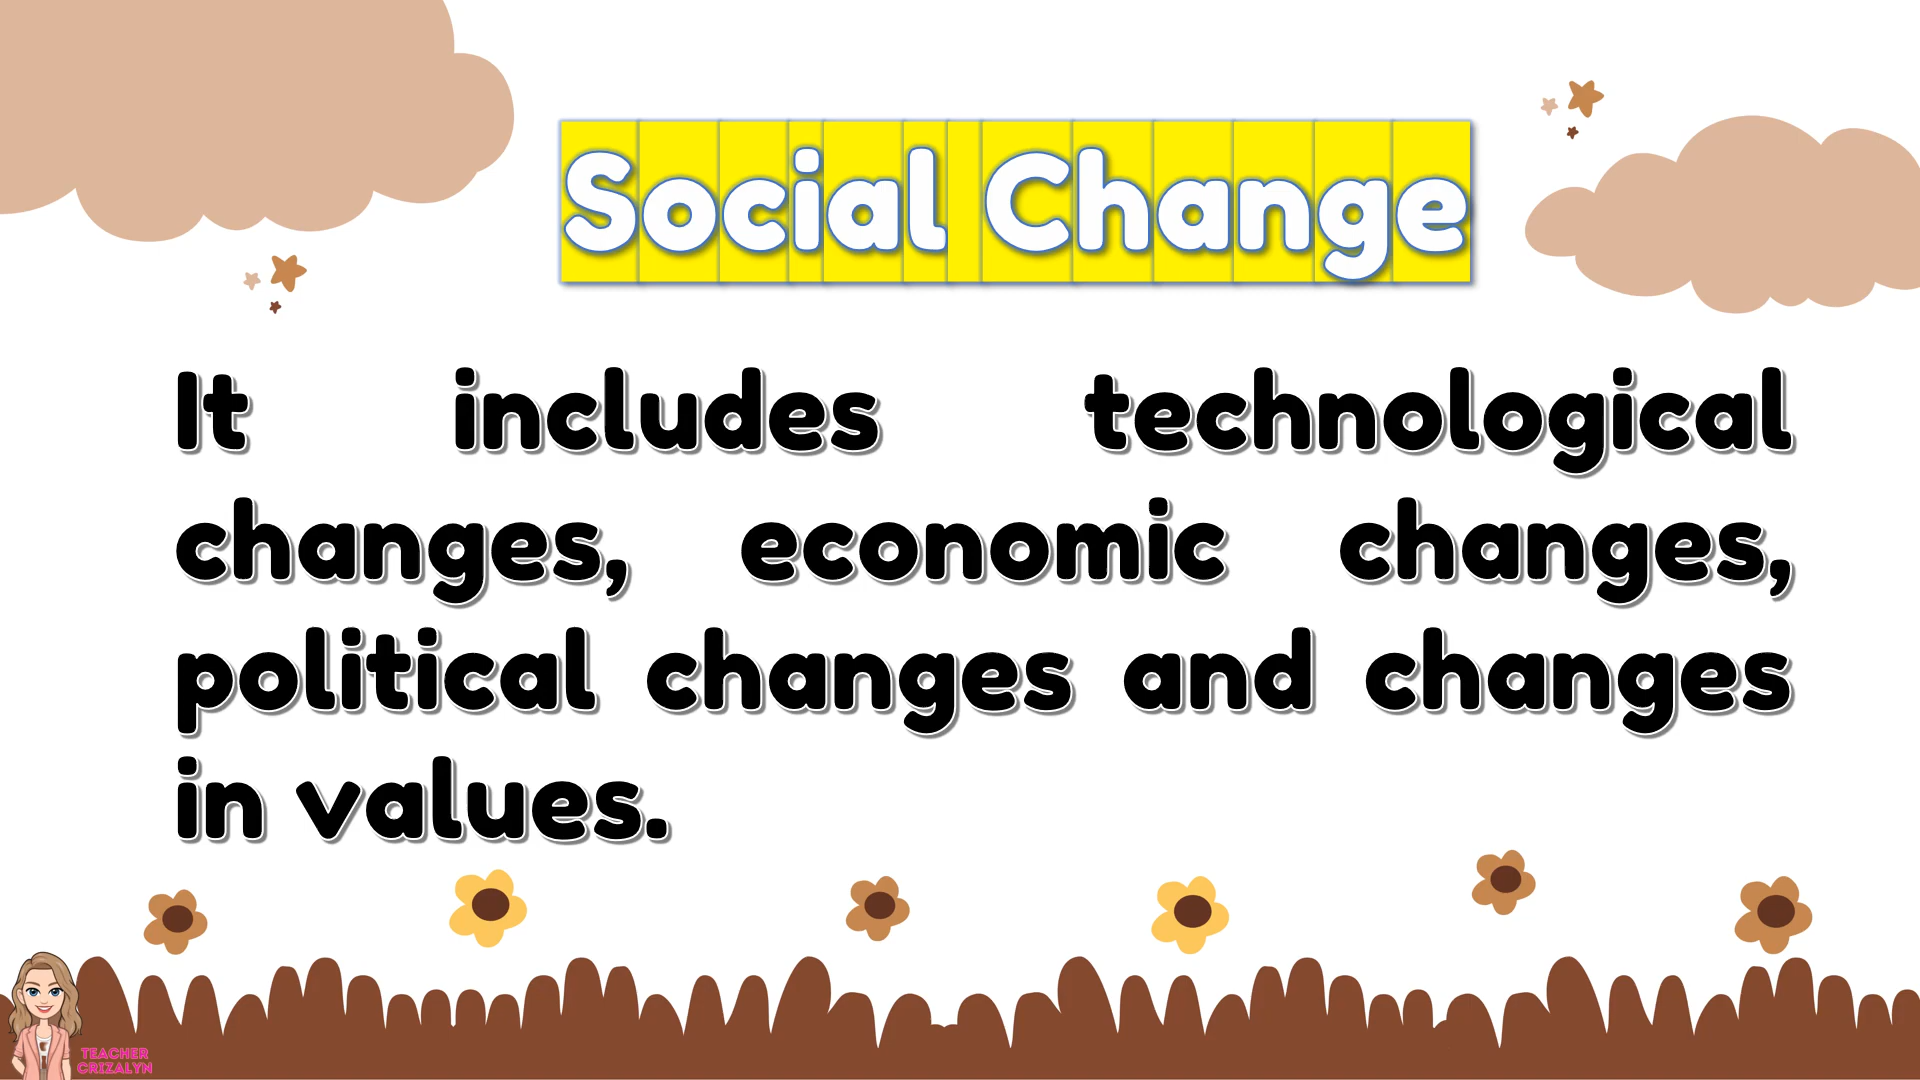 Social Change
It includes technological
changes, economic changes,
political changes and changes
in values.
TEACHER
CRIZALYN